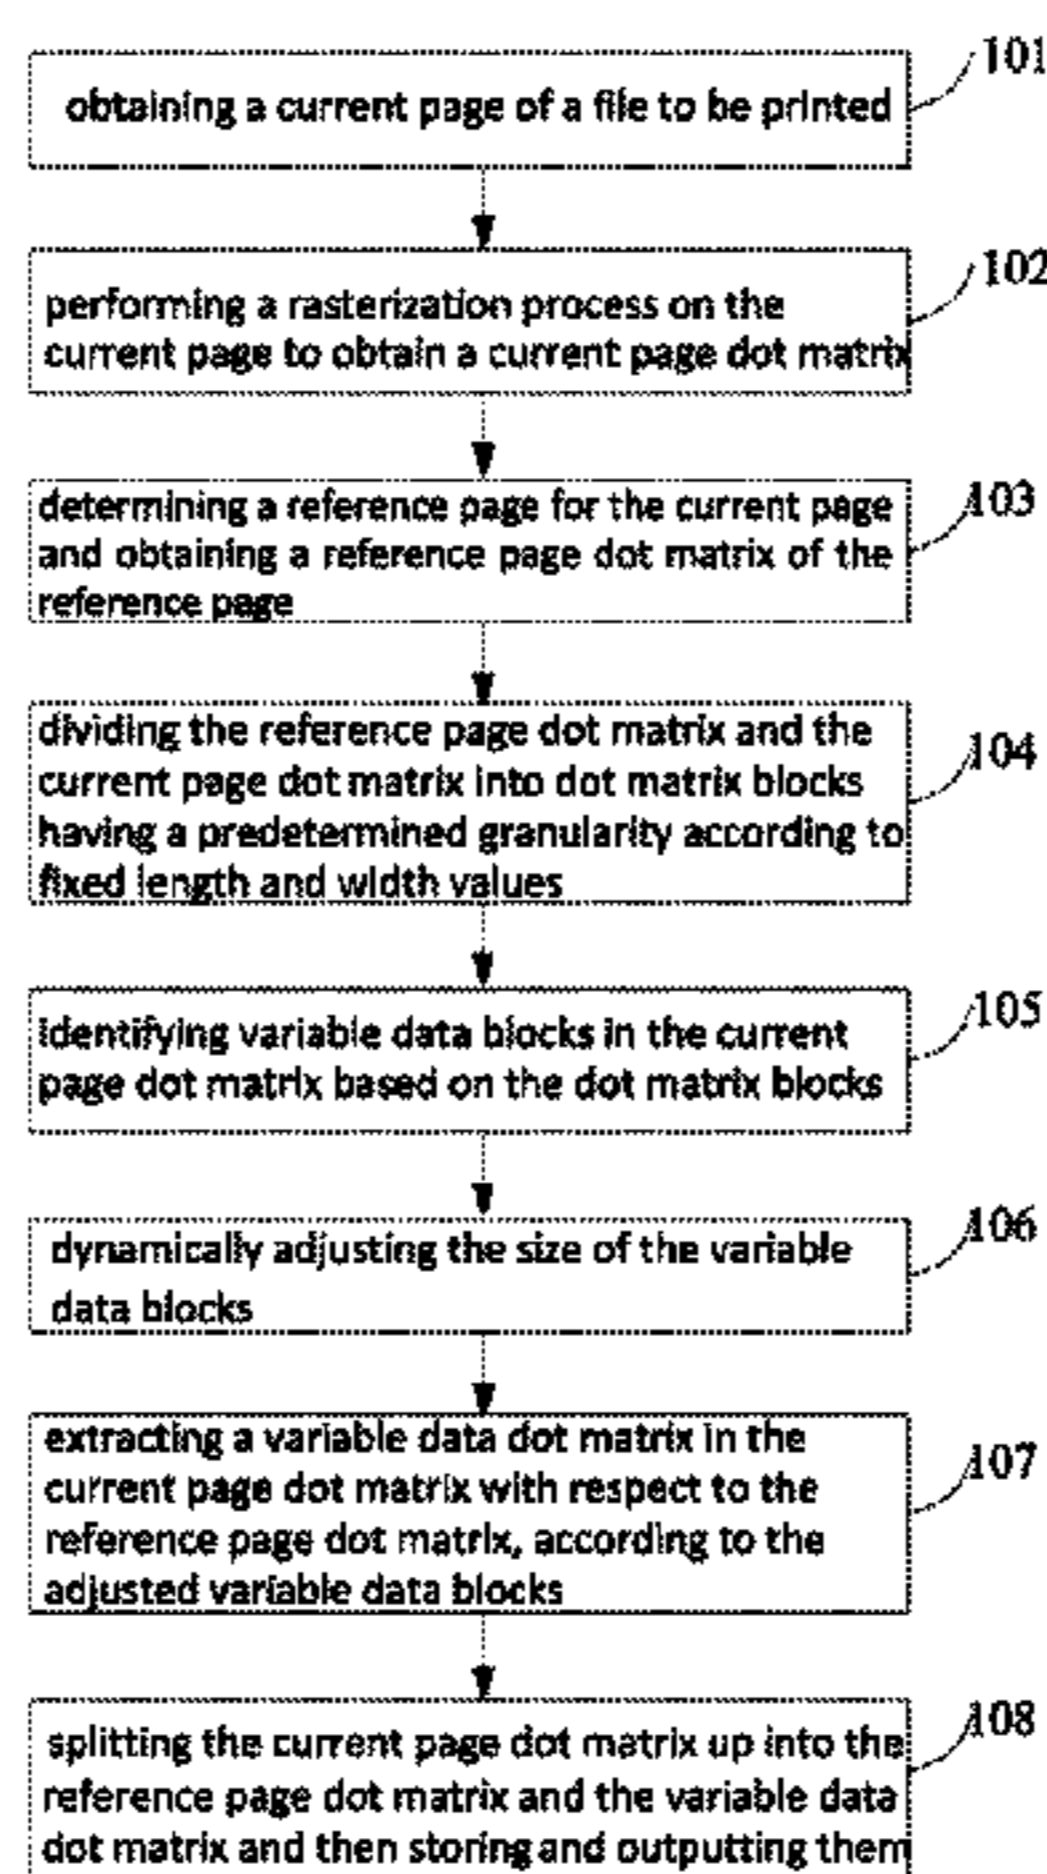 101
obtaining a current page of a file to be printed
102
performing a rasterization process on the
current page to obtain a current page dot matrix
103
determining a reference page for the current page
and obtaining a reference page dot matrix of the
reference page
104
dividing the reference page dot matrix and the
current page dot matrix into dot matrix blocks
having a predetermined granularity according to
fixed length and width values
105
identifying variable data blocks in the current
page dot matrix based on the dot matrix blocks
106
dynamically adjusting the size of the variable
data blocks
107
extracting a variable data dot matrix in the
current page dot matrix with respect to the
reference page dot matrix, according to the
adjusted variable data blocks
108
splitting the current page dot matrix up into the
reference page dot matrix and the variable data
dot matrix and then storing and outputting them